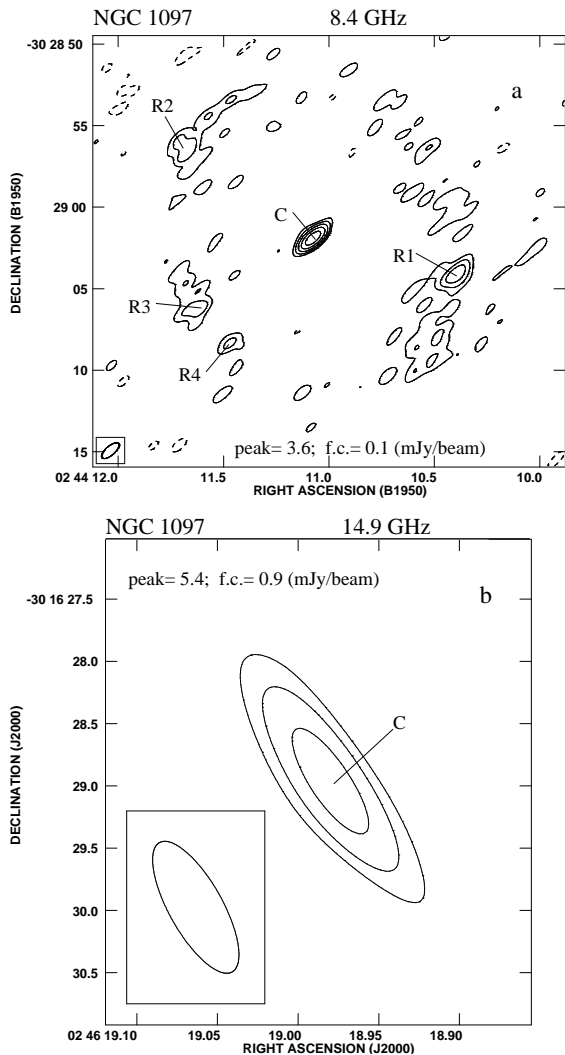 NGC 1097 8.4 GHz
-30 28 50
a
R2
55
DECLINATION (B1950)
29 00
C
R1
05
R3
R4
10
15
peak= 3.6; f.c.= 0.1 (mJy/beam)
02 44 12.0 11.5 11.0 10.5 10.0
RIGHT ASCENSION (B1950)
NGC 1097 14.9 GHz
peak= 5.4; f.c.= 0.9 (mJy/beam)
b
-30 16 27.5
28.0
28.5
C
DECLINATION (J2000)
29.0
29.5
30.0
30.5
02 46 19.10 19.05 19.00 18.95 18.90
RIGHT ASCENSION (J2000)